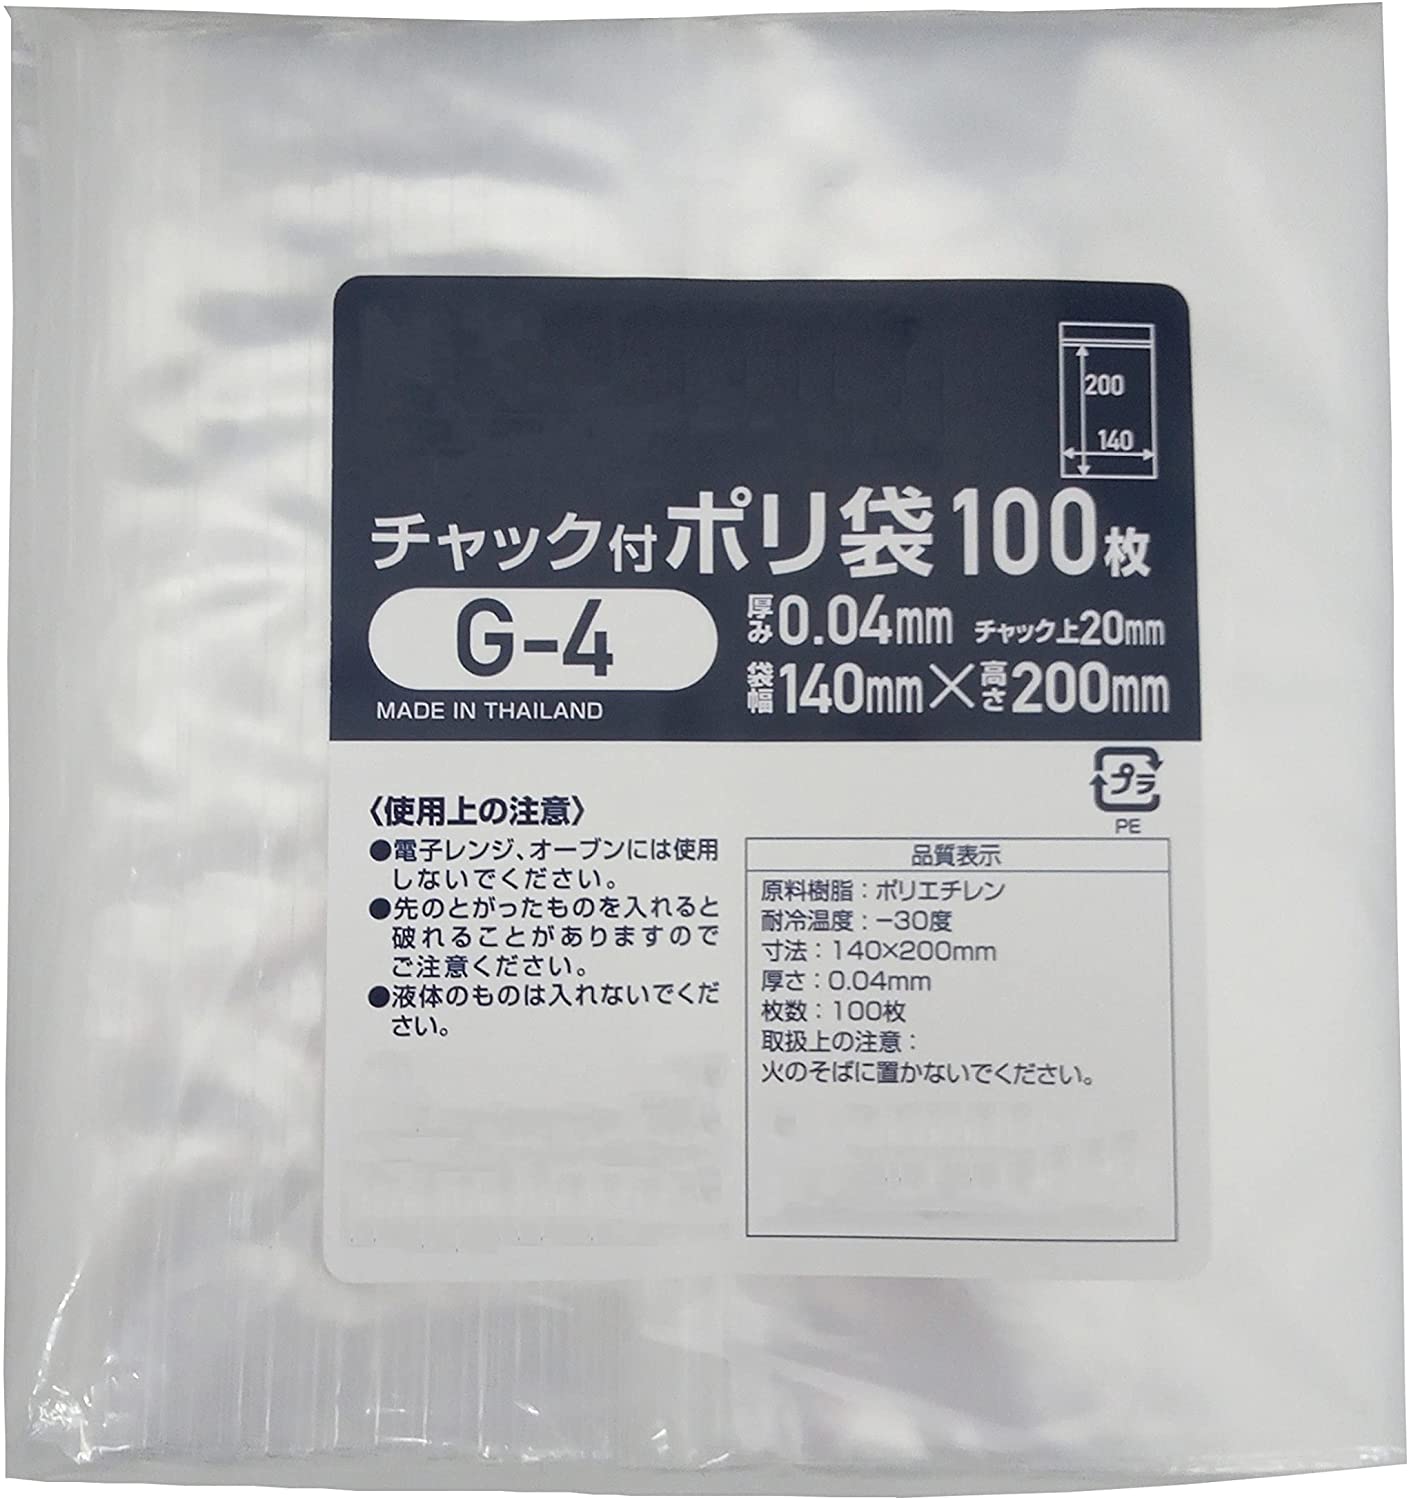 200
140
チャック付ポリ袋100枚
G-4
厚み0.04mm チャック上20mm
袋幅140mm×高さ200mm
MADE IN THAILAND
プラ
PE
〈使用上の注意〉
●電子レンジ、オーブンには使用
しないでください。
●先のとがったものを入れると
破れることがありますので
ご注意ください。
●液体のものは入れないでくだ
さい。
品質表示
原料樹脂：ポリエチレン
耐冷温度：-30度
寸法：140×200mm
厚さ：0.04mm
枚数：100枚
取扱上の注意：
火のそばに置かないでください。